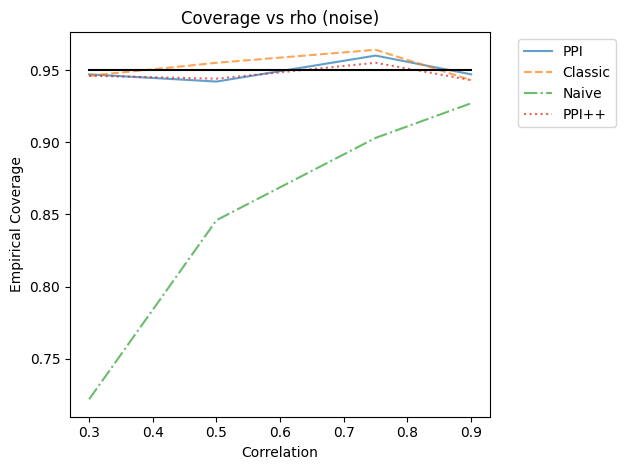 Coverage vs rho (noise)
PPI
Classic
Naive
PPI++
Empirical Coverage
0.95
0.90
0.85
0.80
0.75
0.3 0.4 0.5 0.6 0.7 0.8 0.9
Correlation